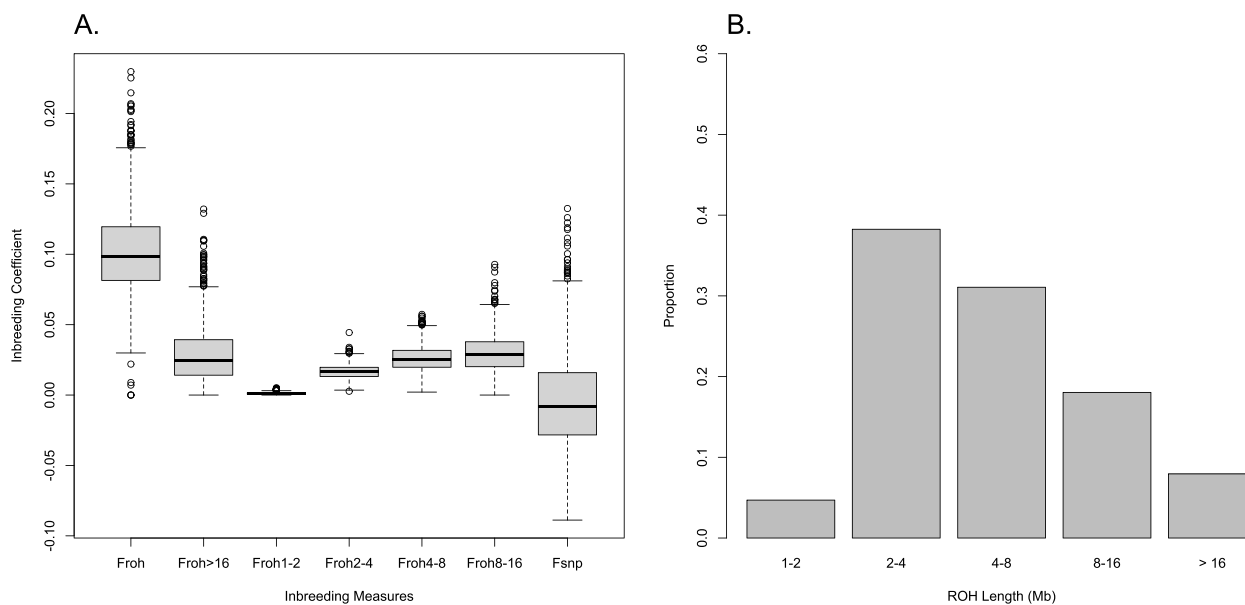 A.
Inbreeding Coefficient
0.20
0.15
0.10
0.05
0.00
-0.05
-0.10
Froh Froh>16 Froh1-2 Froh2-4 Froh4-8 Froh8-16 Fsnp
Inbreeding Measures
B.
Proportion
0.6
0.5
0.4
0.3
0.2
0.1
0.0
1-2 2-4 4-8 8-16 > 16
ROH Length (Mb)